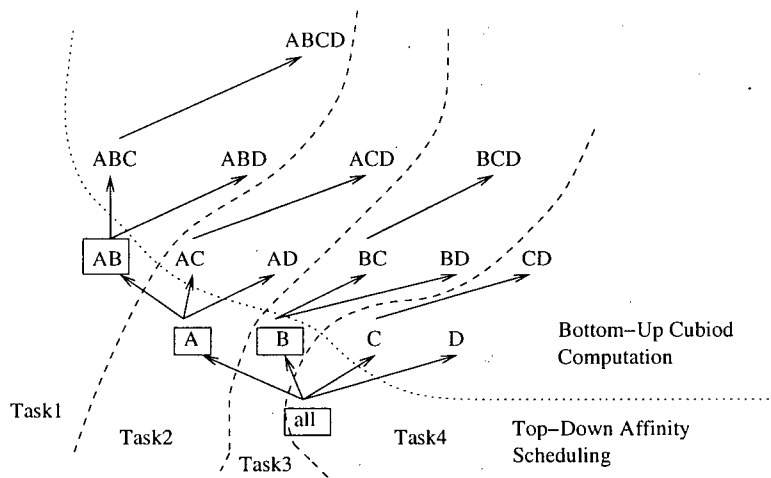 ABCD
ABC ABD ACD BCD
AB AC AD BC BD CD
A B C D
Bottom-Up Cubiod
Computation
Task1
all
Task2 Task4
Top-Down Affinity
Task3
Scheduling